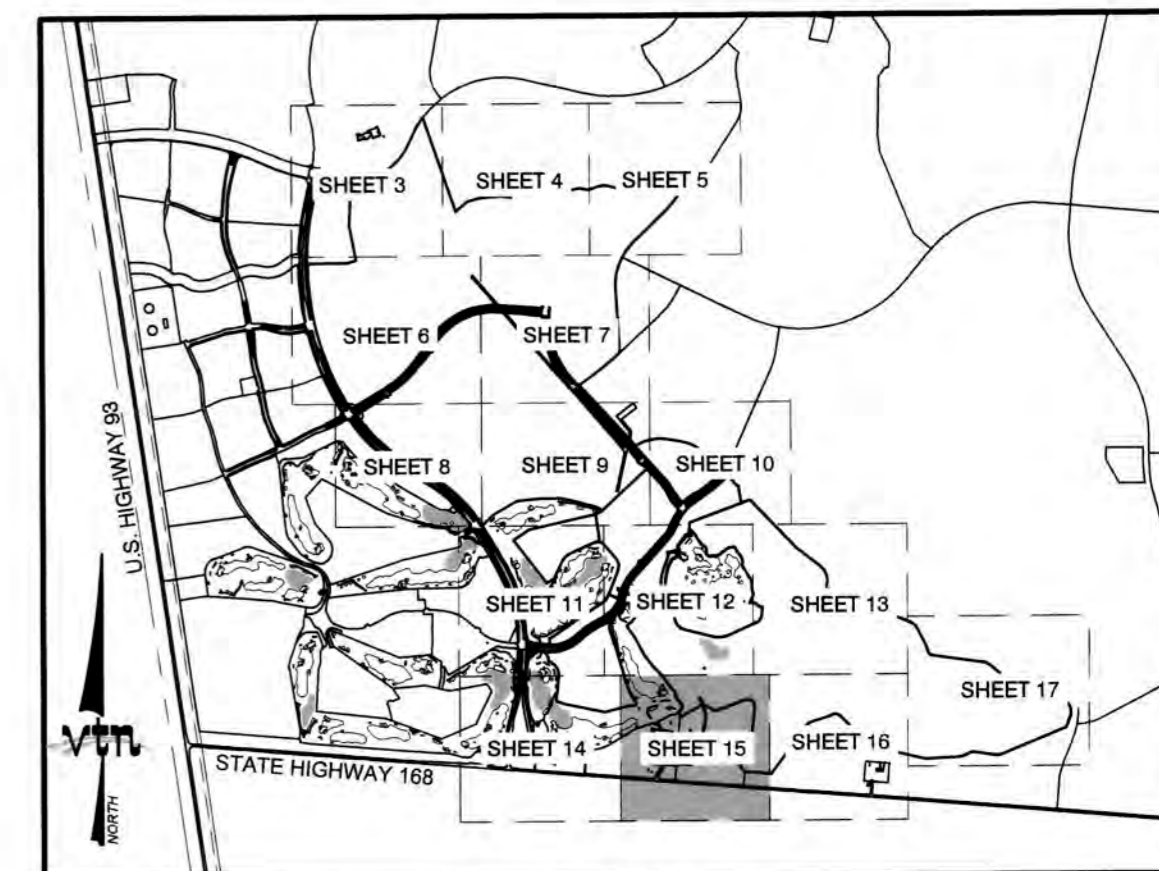 SHEET 3
SHEET 4
SHEET 5
SHEET 6
SHEET 7
U.S. HIGHWAY 93
SHEET 8
SHEET 9
SHEET 10
SHEET 11
SHEET 12
SHEET 13
SHEET 17
vtn
NORTH
SHEET 14
SHEET 15
SHEET 16
STATE HIGHWAY 168